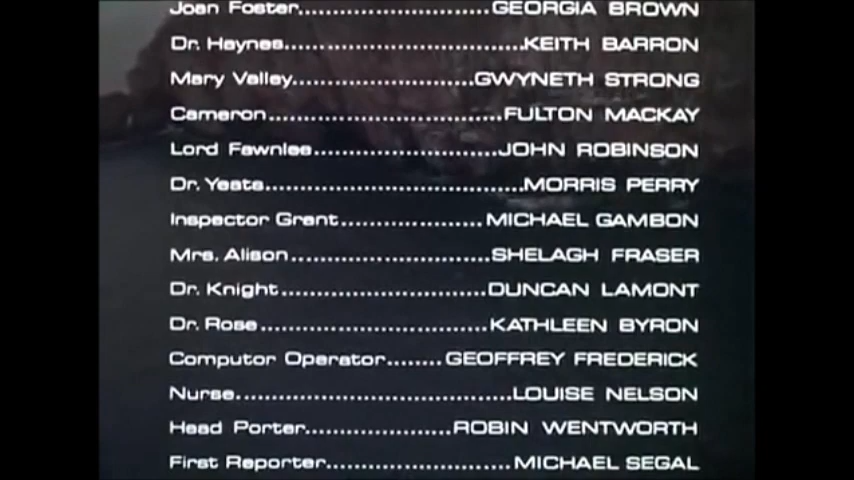 Joan Foster..............................GEORGIA BROWN
Dr. Haynes.....................................KEITH BARRON
Mary Valley............................GWYNETH STRONG
Cameron....................................FULTON MACKAY
Lord Fawnlee............................JOHN ROBINSON
Dr. Yeats........................................MORRIS PERRY
Inspector Grant......................MICHAEL GAMBON
Mrs. Alison...............................SHELAGH FRASER
Dr. Knight................................DUNCAN LAMONT
Dr. Rose...................................KATHLEEN BYRON
Computor Operator........GEOFFREY FREDERICK
Nurse...........................................LOUISE NELSON
Head Porter......................ROBIN WENTWORTH
First Reporter............................MICHAEL SEGAL